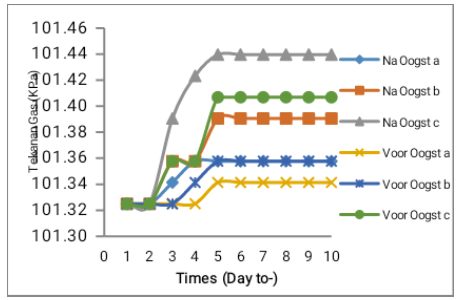 101.46
101.44
101.42
101.40
101.38
101.36
101.34
101.32
101.30
Tekanan Gas (KPa)
0 1 2 3 4 5 6 7 8 9 10
Times (Day to-)
Na Oogst a
Na Oogst b
Na Oogst c
Voor Oogst a
Voor Oogst b
Voor Oogst c